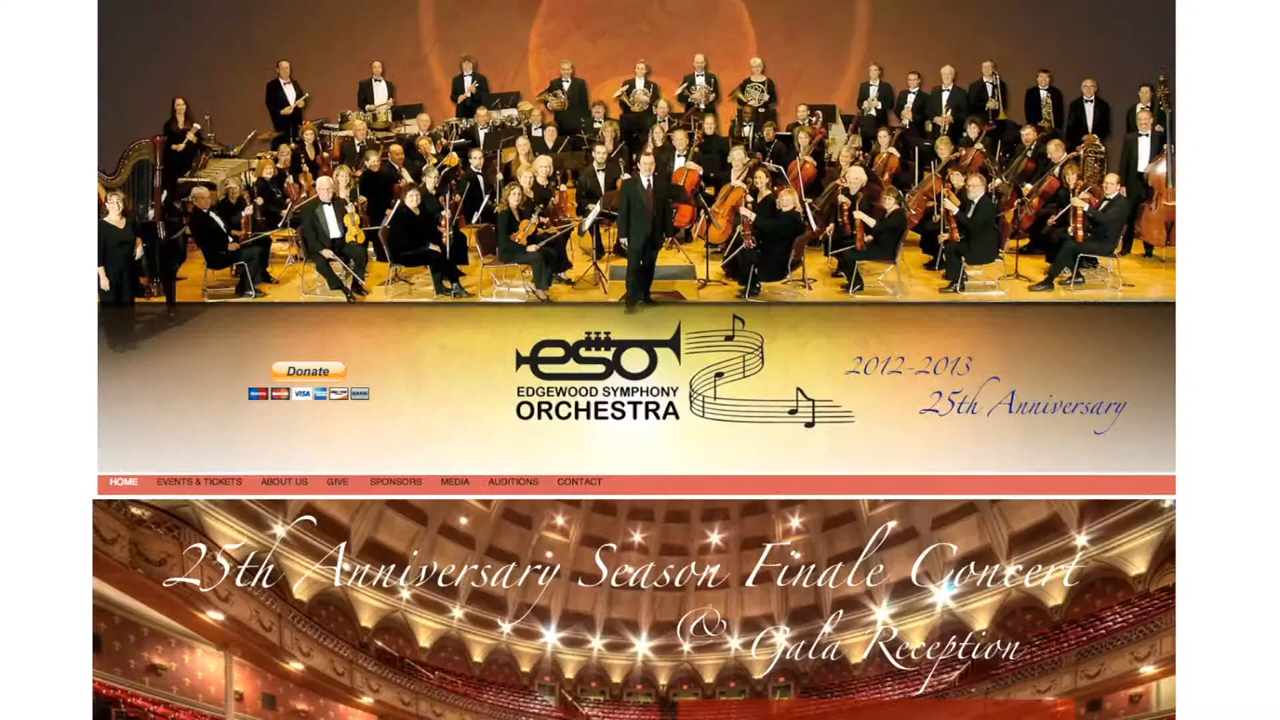 Donate
VISA
eso
EDGEWOOD SYMPHONY
ORCHESTRA
2012-2013
25th Anniversary
HOME EVENTS & TICKETS ABOUT US GIVE SPONSORS MEDIA AUDITIONS CONTACT
25th Anniversary Season Finale Concert
& Gala Reception